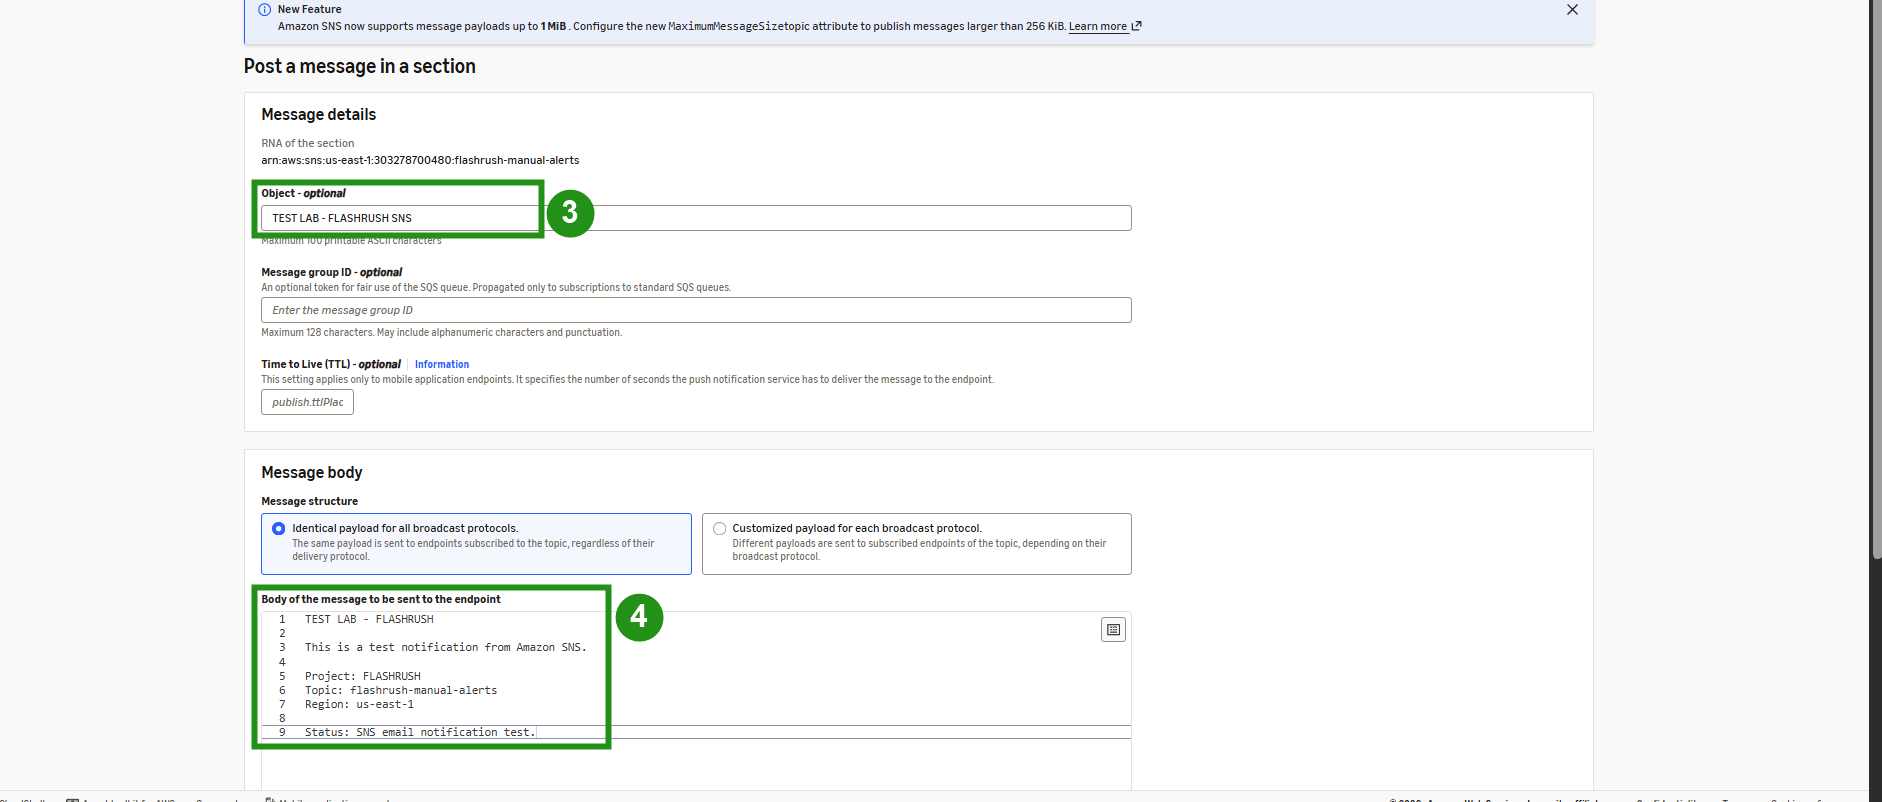 New Feature
Amazon SNS now supports message payloads up to 1 MiB . Configure the new MaximumMessageSizetopic attribute to publish messages larger than 256 KiB. Learn more
Post a message in a section
Message details
RNA of the section
arn:aws:sns:us-east-1:303278700480:flashrush-manual-alerts
Object - optional
TEST LAB - FLASHRUSH SNS
3
Maximum 100 printable ASCII characters
Message group ID - optional
An optional token for fair use of the SQS queue. Propagated only to subscriptions to standard SQS queues.
Enter the message group ID
Maximum 128 characters. May include alphanumeric characters and punctuation.
Time to Live (TTL) - optional Information
This setting applies only to mobile application endpoints. It specifies the number of seconds the push notification service has to deliver the message to the endpoint.
publish.ttlPlac
Message body
Message structure
Identical payload for all broadcast protocols.
The same payload is sent to endpoints subscribed to the topic, regardless of their
delivery protocol.
Customized payload for each broadcast protocol.
Different payloads are sent to subscribed endpoints of the topic, depending on their
broadcast protocol.
Body of the message to be sent to the endpoint
4
1 TEST LAB - FLASHRUSH
2
3 This is a test notification from Amazon SNS.
4
5 Project: FLASHRUSH
6 Topic: flashrush-manual-alerts
7 Region: us-east-1
8
9 Status: SNS email notification test.